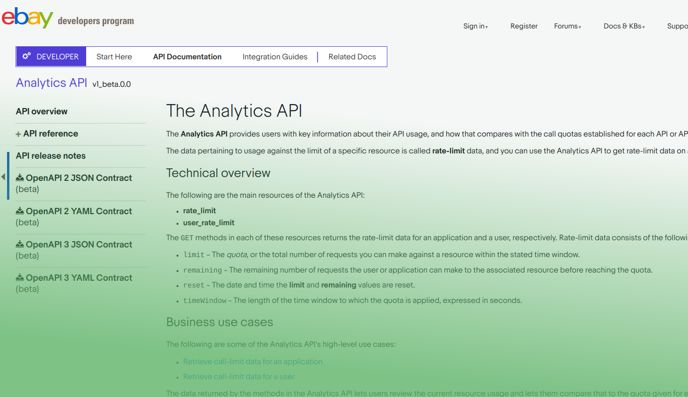 ebay developers program
Sign in
Register
Forums
Docs & KBs
DEVELOPER
Start Here
API Documentation
Integration Guides
Related Docs
Analytics API v1_beta.0.0
API overview
+ API reference
API release notes
OpenAPI 2 JSON Contract
(beta)
OpenAPI 2 YAML Contract
(beta)
OpenAPI 3 JSON Contract
(beta)
OpenAPI 3 YAML Contract
(beta)
The Analytics API
The Analytics API provides users with key information about their API usage, and how that compares with the call quotas established for each API or
The data pertaining to usage against the limit of a specific resource is called rate-limit data, and you can use the Analytics API to get rate-limit data on
Technical overview
The following are the main resources of the Analytics API:
• rate_limit
• user_rate_limit
The GET methods in each of these resources returns the rate-limit data for an application and a user, respectively. Rate-limit data consists of the
• limit – The quota, or the total number of requests you can make against a resource within the stated time window.
• remaining – The remaining number of requests the user or application can make to the associated resource before reaching the quota.
• reset – The date and time the limit and remaining values are reset.
• timeWindow – The length of the time window to which the quota is applied, expressed in seconds.
Business use cases
The following are some of the Analytics API's high-level use cases:
• Retrieve call-limit data for an application
• Retrieve call-limit data for a user
The data returned by the methods in the Analytics API lets users review the current resource usage and lets them compare that to the quota given for